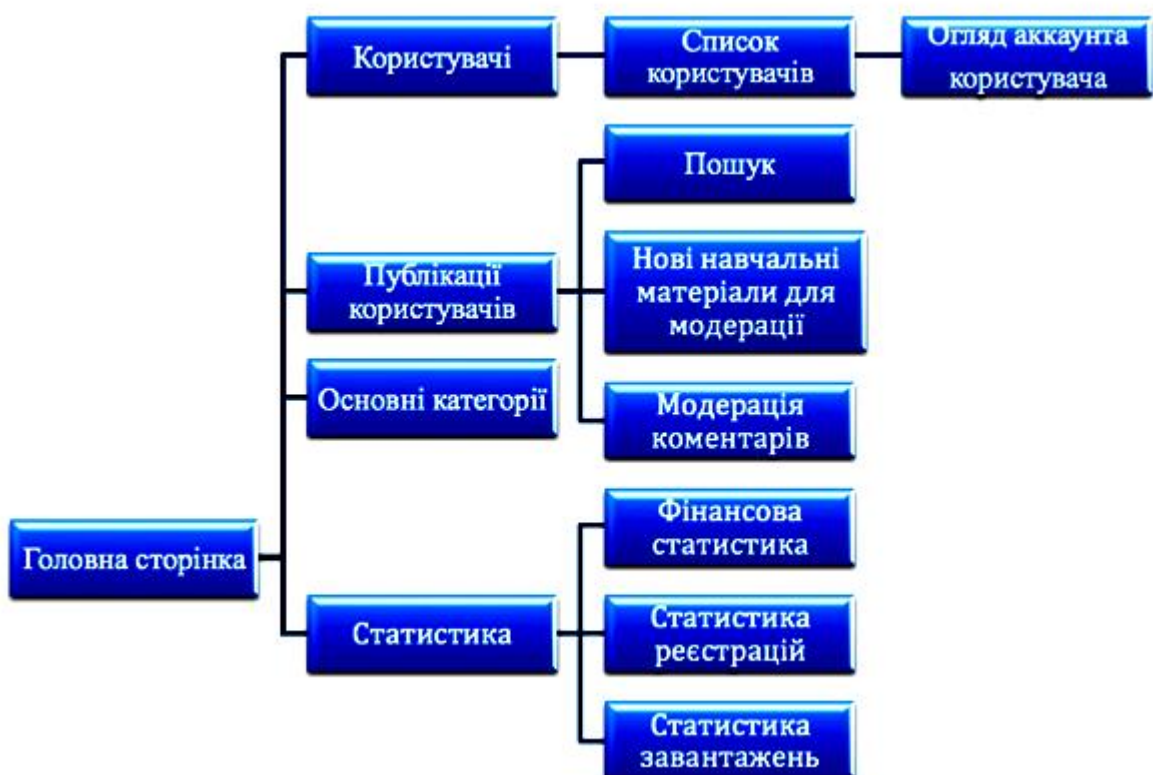 Користувачі
Список
користувачів
Огляд аккаунта
користувача
Пошук
Публікації
користувачів
Нові навчальні
матеріали для
модерації
Основні категорії
Модерація
коментарів
Головна сторінка
Статистика
Фінансова
статистика
Статистика
реєстрацій
Статистика
завантажень